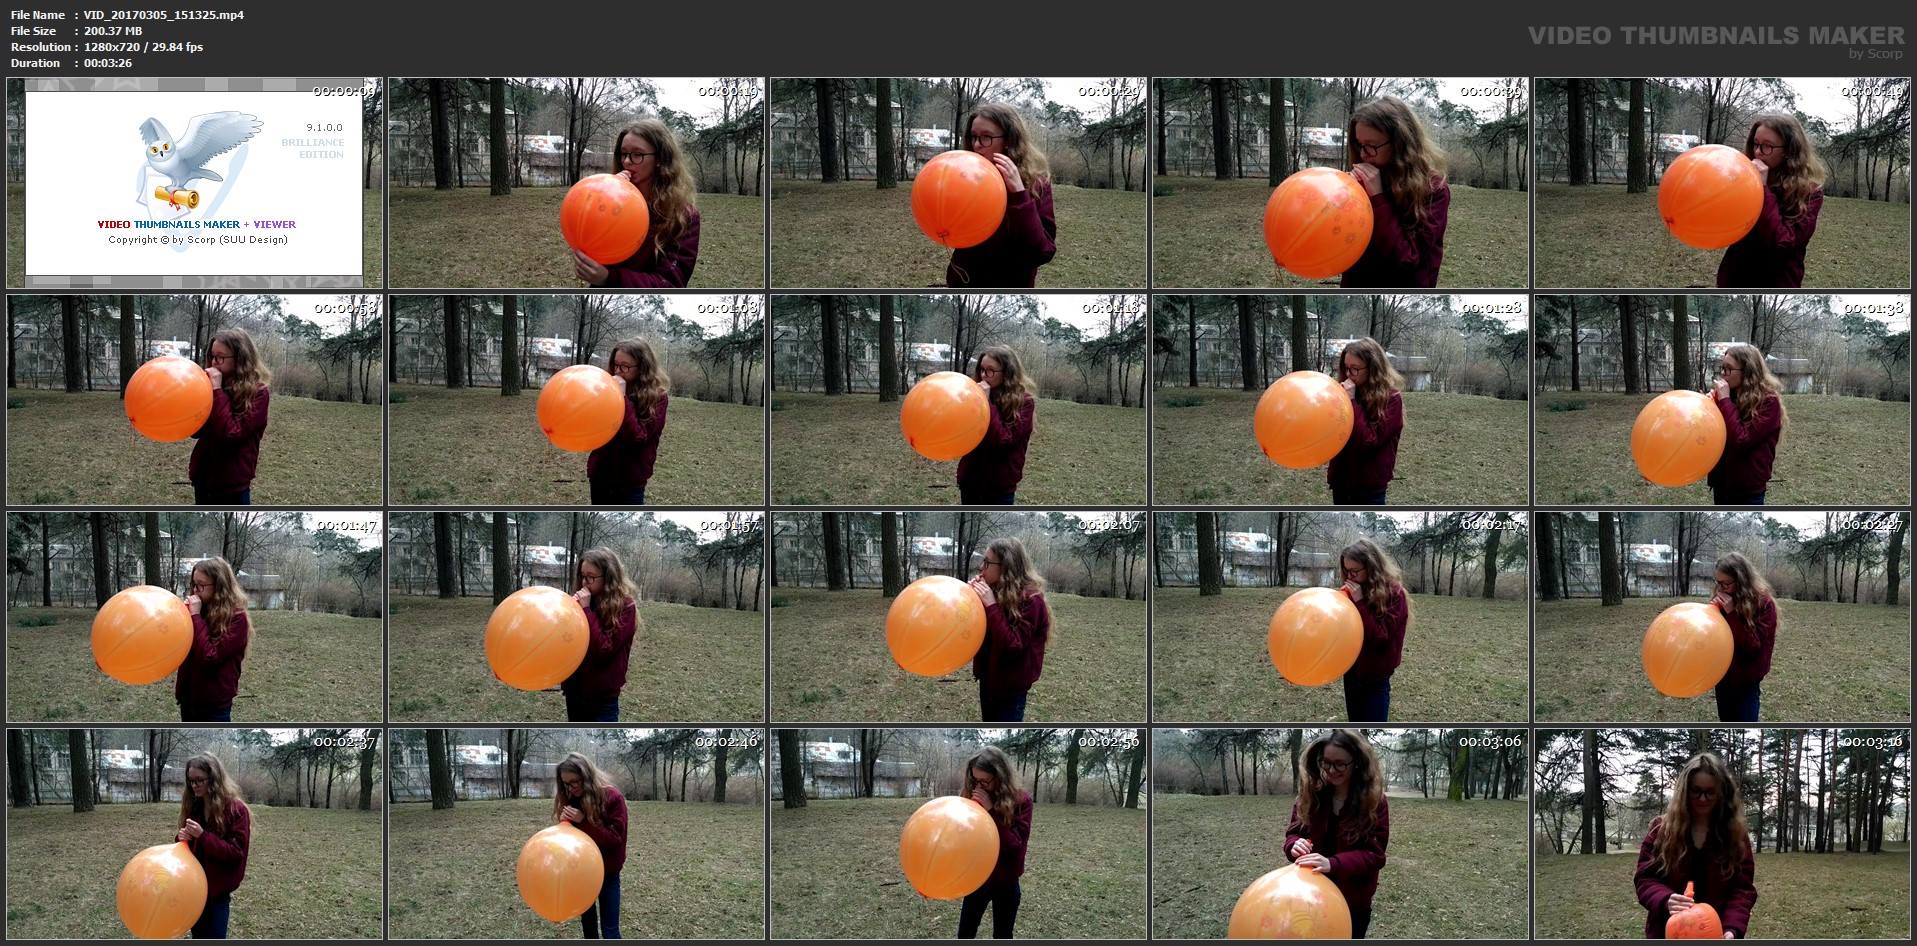 File Name : VID_20170305_151325.mp4
File Size : 200.37 MB
Resolution : 1280x720 / 29.84 fps
Duration : 00:03:26
VIDEO THUMBNAILS MAKER
by Scorp
00:00:09
9.1.0.0
BRILLIANCE
EDITION
VIDEO THUMBNAILS MAKER + VIEWER
Copyright © by Scorp (SUU Design)
00:00:19
00:00:29
00:00:39
00:00:49
00:00:58
00:01:08
00:01:18
00:01:28
00:01:38
00:01:47
00:01:57
00:02:07
00:02:17
00:02:27
00:02:37
00:02:46
00:02:56
00:03:06
00:03:16